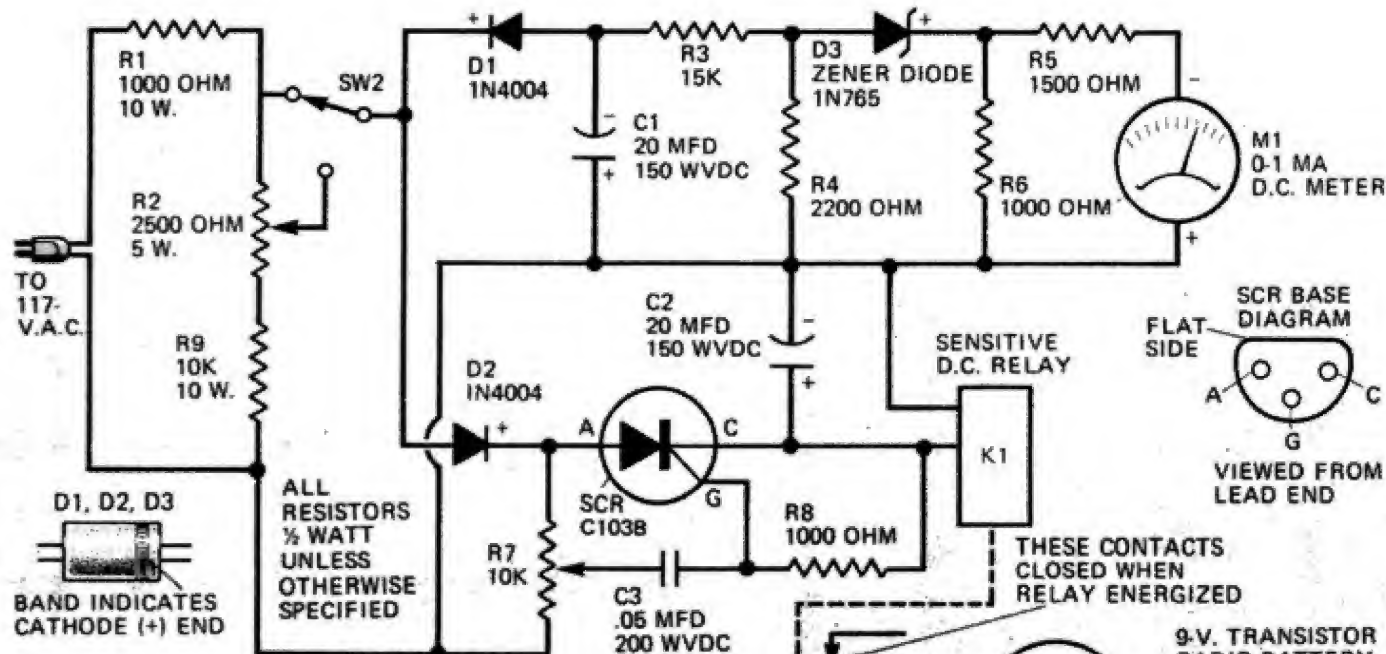 R1
1000 OHM
10 W.
SW2
+
D1
1N4004
R3
15K
D3
ZENER DIODE
1N765
+
R5
1500 OHM
-
C1
20 MFD
150 WVDC
-
+
R4
2200 OHM
R6
1000 OHM
M1
0-1 MA
D.C. METER
+
R2
2500 OHM
5 W.
TO
117-
V.A.C.
R9
10K
10 W.
C2
20 MFD
150 WVDC
-
+
SENSITIVE
D.C. RELAY
K1
SCR BASE
DIAGRAM
FLAT
SIDE
A
C
G
VIEWED FROM
LEAD END
D2
IN4004
+
A
C
G
SCR
C103B
D1, D2, D3
BAND INDICATES
CATHODE (+) END
ALL
RESISTORS
½ WATT
UNLESS
OTHERWISE
SPECIFIED
R7
10K
C3
.05 MFD
200 WVDC
R8
1000 OHM
THESE CONTACTS
CLOSED WHEN
RELAY ENERGIZED
9-V. TRANSISTOR